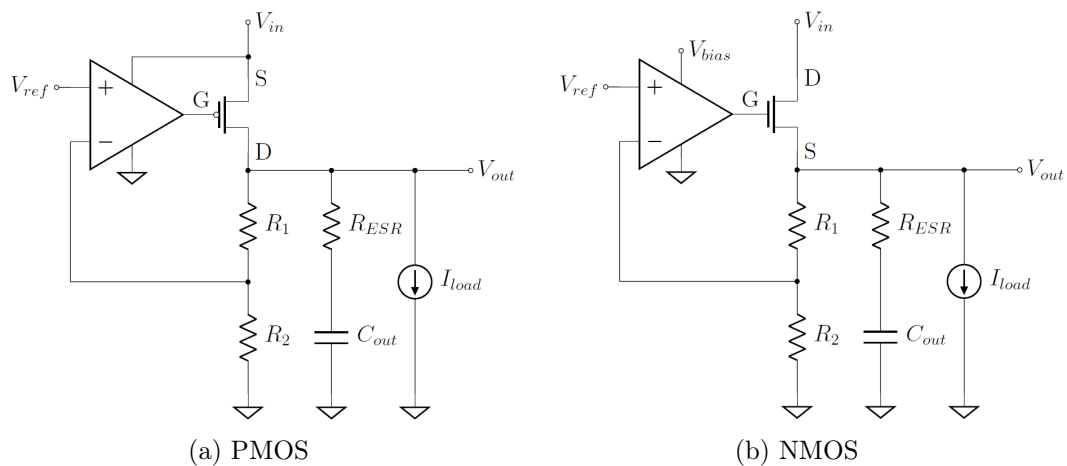 V_in
S
V_ref
+
−
G
D
V_out
R_1
R_ESR
I_load
R_2
C_out
(a) PMOS
V_in
V_bias
D
V_ref
+
−
G
S
V_out
R_1
R_ESR
I_load
R_2
C_out
(b) NMOS